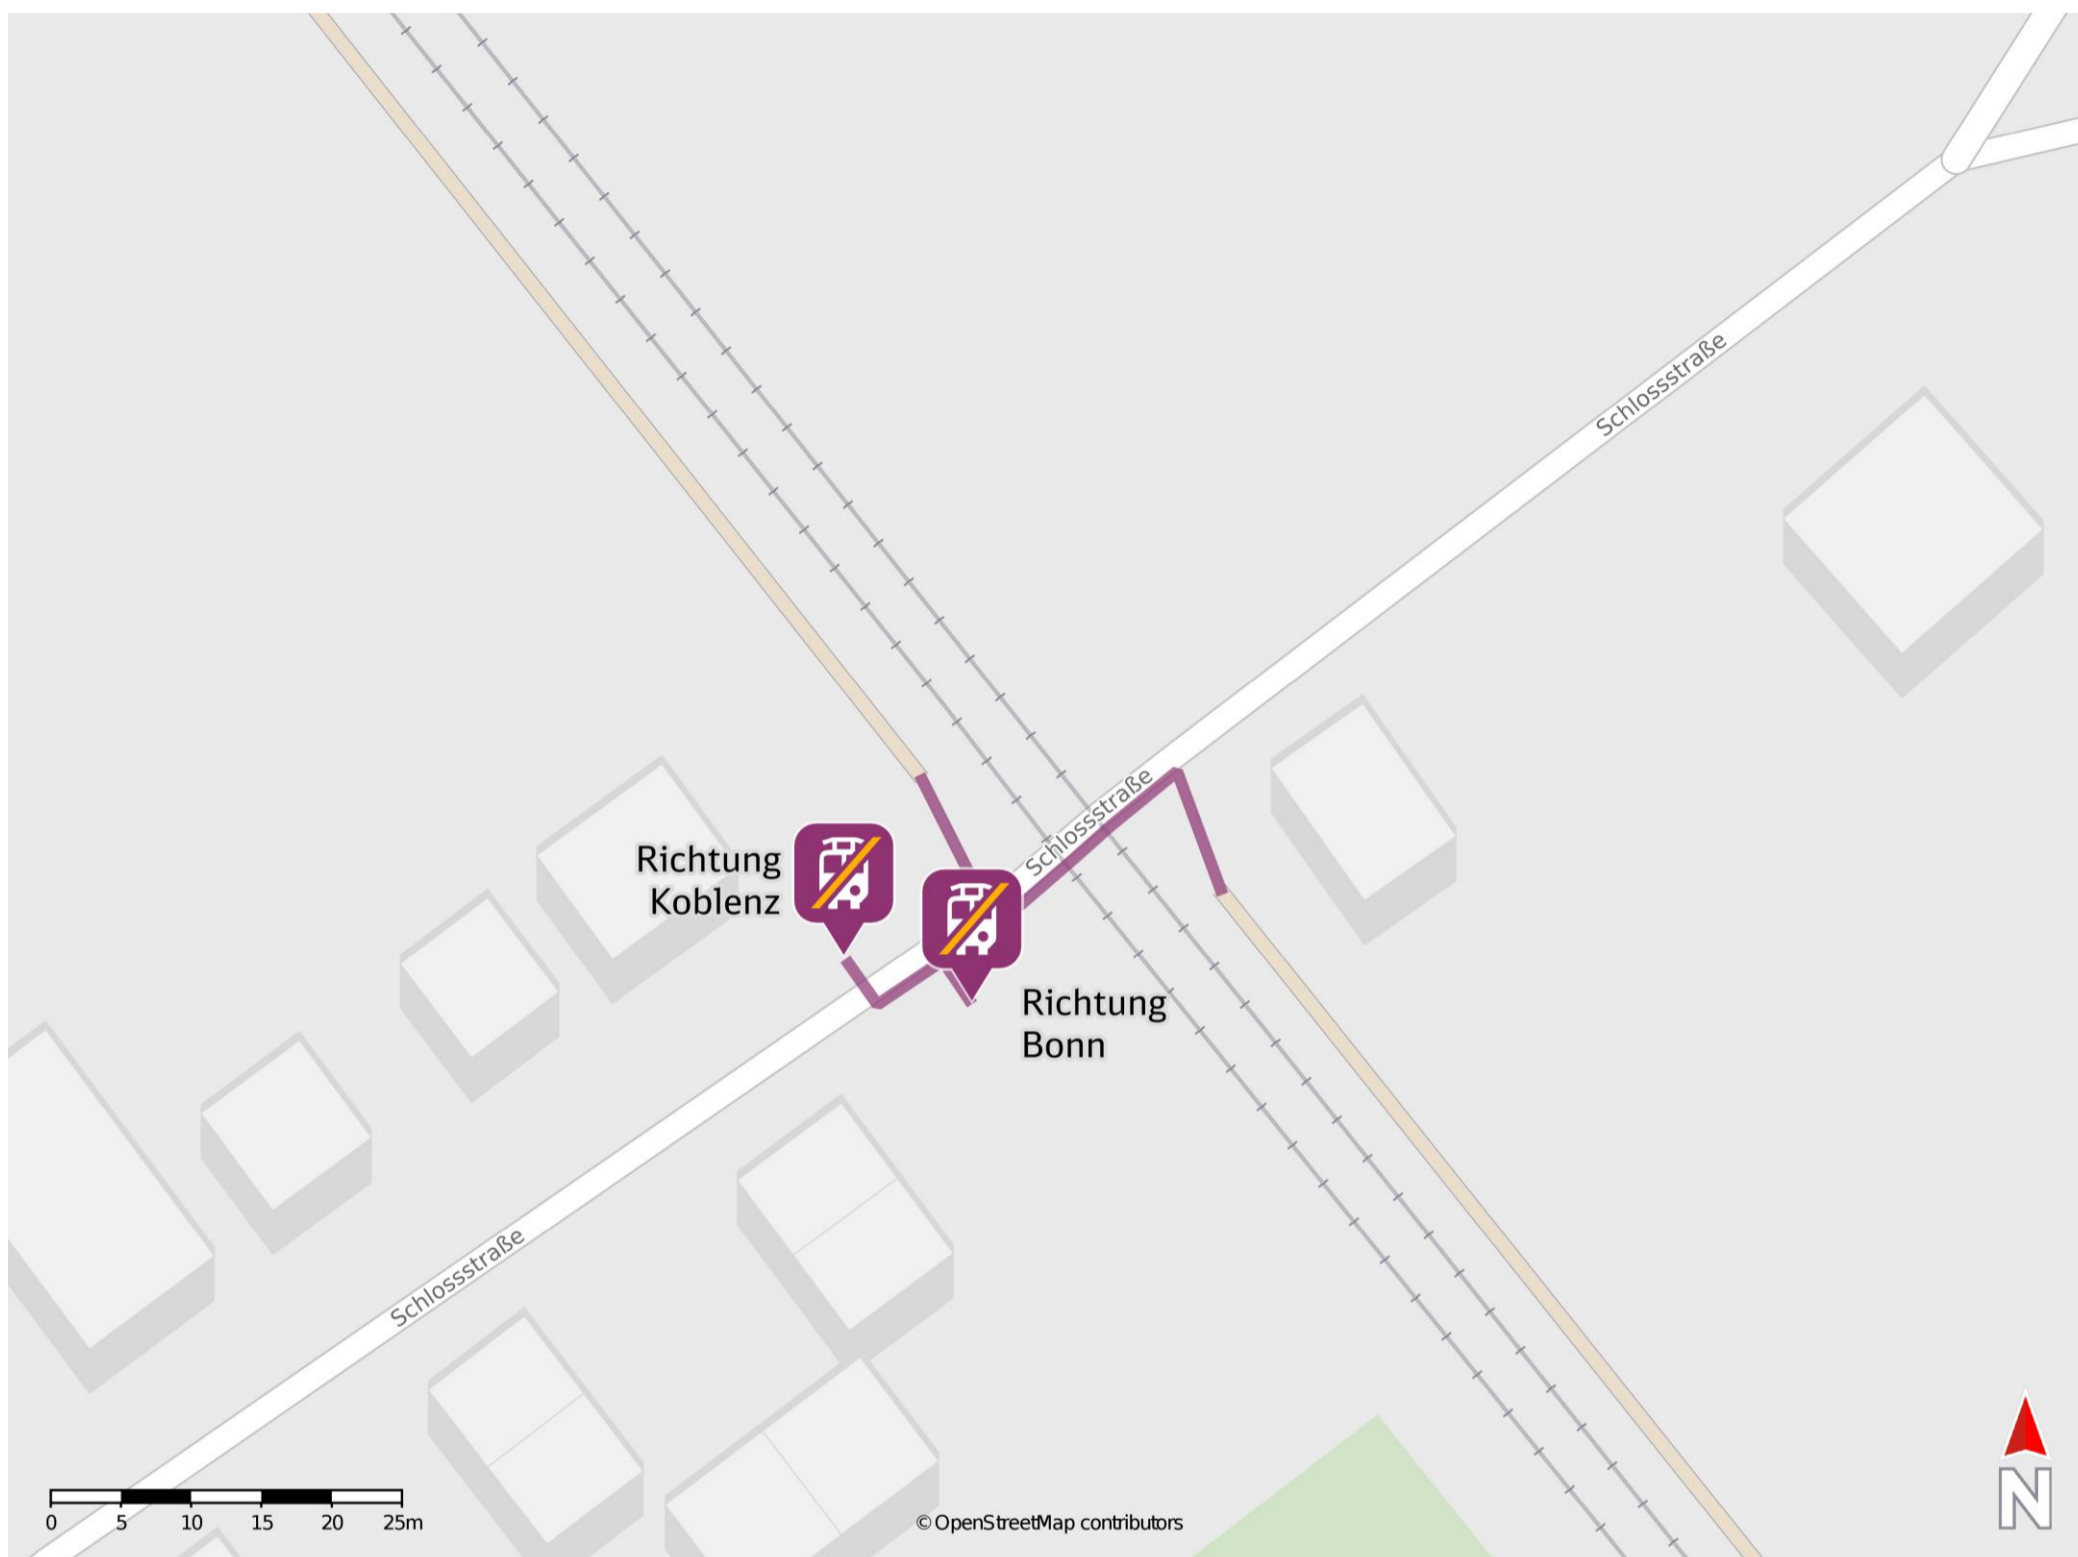 Schlossstraße
Schlossstraße
Richtung
Koblenz
Richtung
Bonn
Schlossstraße
0 5 10 15 20 25m
© OpenStreetMap contributors
N